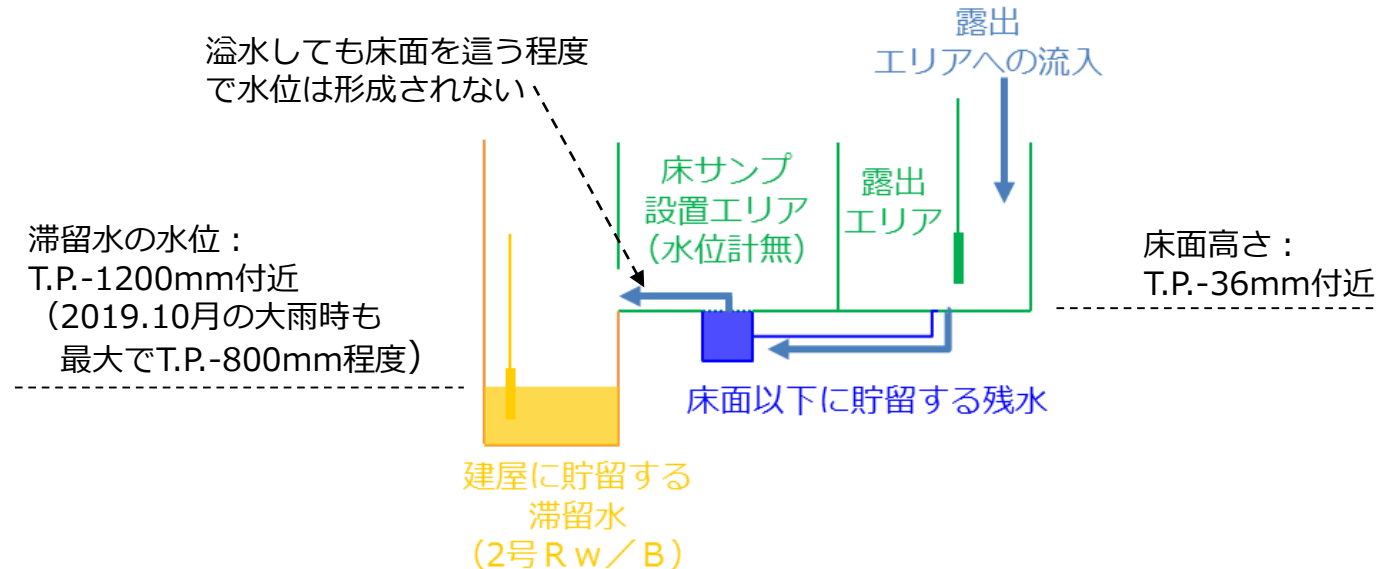 露出
エリアへの流入
溢水しても床面を這う程度
で水位は形成されない
床サンプ
設置エリア
（水位計無）
露出
エリア
滞留水の水位：
T.P.-1200mm付近
（2019.10月の大雨時も
最大でT.P.-800mm程度）
床面高さ：
T.P.-36mm付近
床面以下に貯留する残水
建屋に貯留する
滞留水
（2号Ｒｗ／Ｂ）